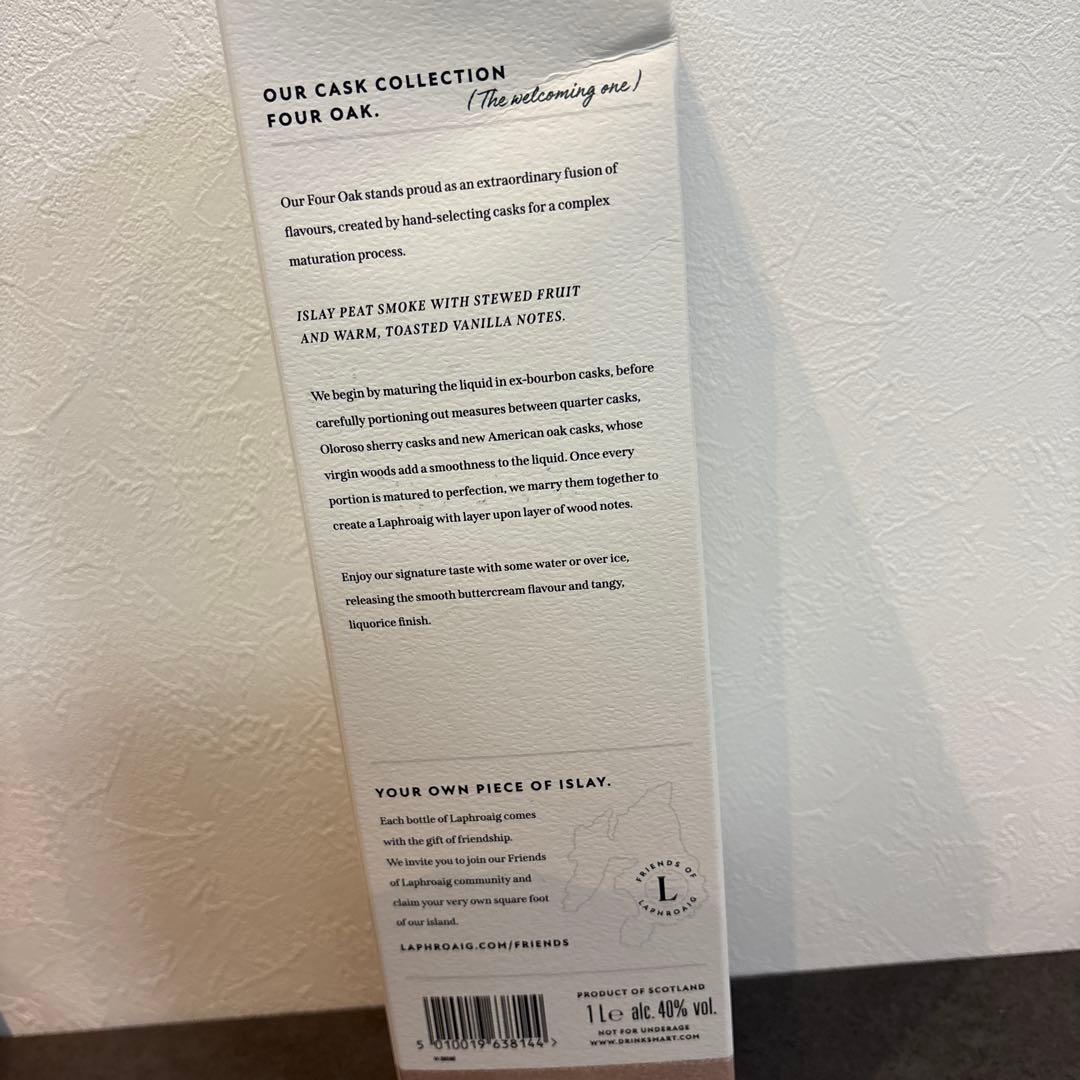 OUR CASK COLLECTION
FOUR OAK.
(The welcoming one)
Our Four Oak stands proud as an extraordinary fusion of
flavours, created by hand-selecting casks for a complex
maturation process.
ISLAY PEAT SMOKE WITH STEWED FRUIT
AND WARM, TOASTED VANILLA NOTES.
We begin by maturing the liquid in ex-bourbon casks, before
carefully portioning out measures between quarter casks,
Oloroso sherry casks and new American oak casks, whose
virgin woods add a smoothness to the liquid. Once every
portion is matured to perfection, we marry them together to
create a Laphroaig with layer upon layer of wood notes.
Enjoy our signature taste with some water or over ice,
releasing the smooth buttercream flavour and tangy,
liquorice finish.
YOUR OWN PIECE OF ISLAY.
Each bottle of Laphroaig comes
with the gift of friendship.
We invite you to join our Friends
of Laphroaig community and
claim your very own square foot
of our island.
LAPHROAIG.COM/FRIENDS
FRIENDS OF
L
LAPHROAIG
5 010019 638144 >
PRODUCT OF SCOTLAND
1 L e alc. 40% vol.
NOT FOR UNDERAGE
WWW.DRINKSMART.COM